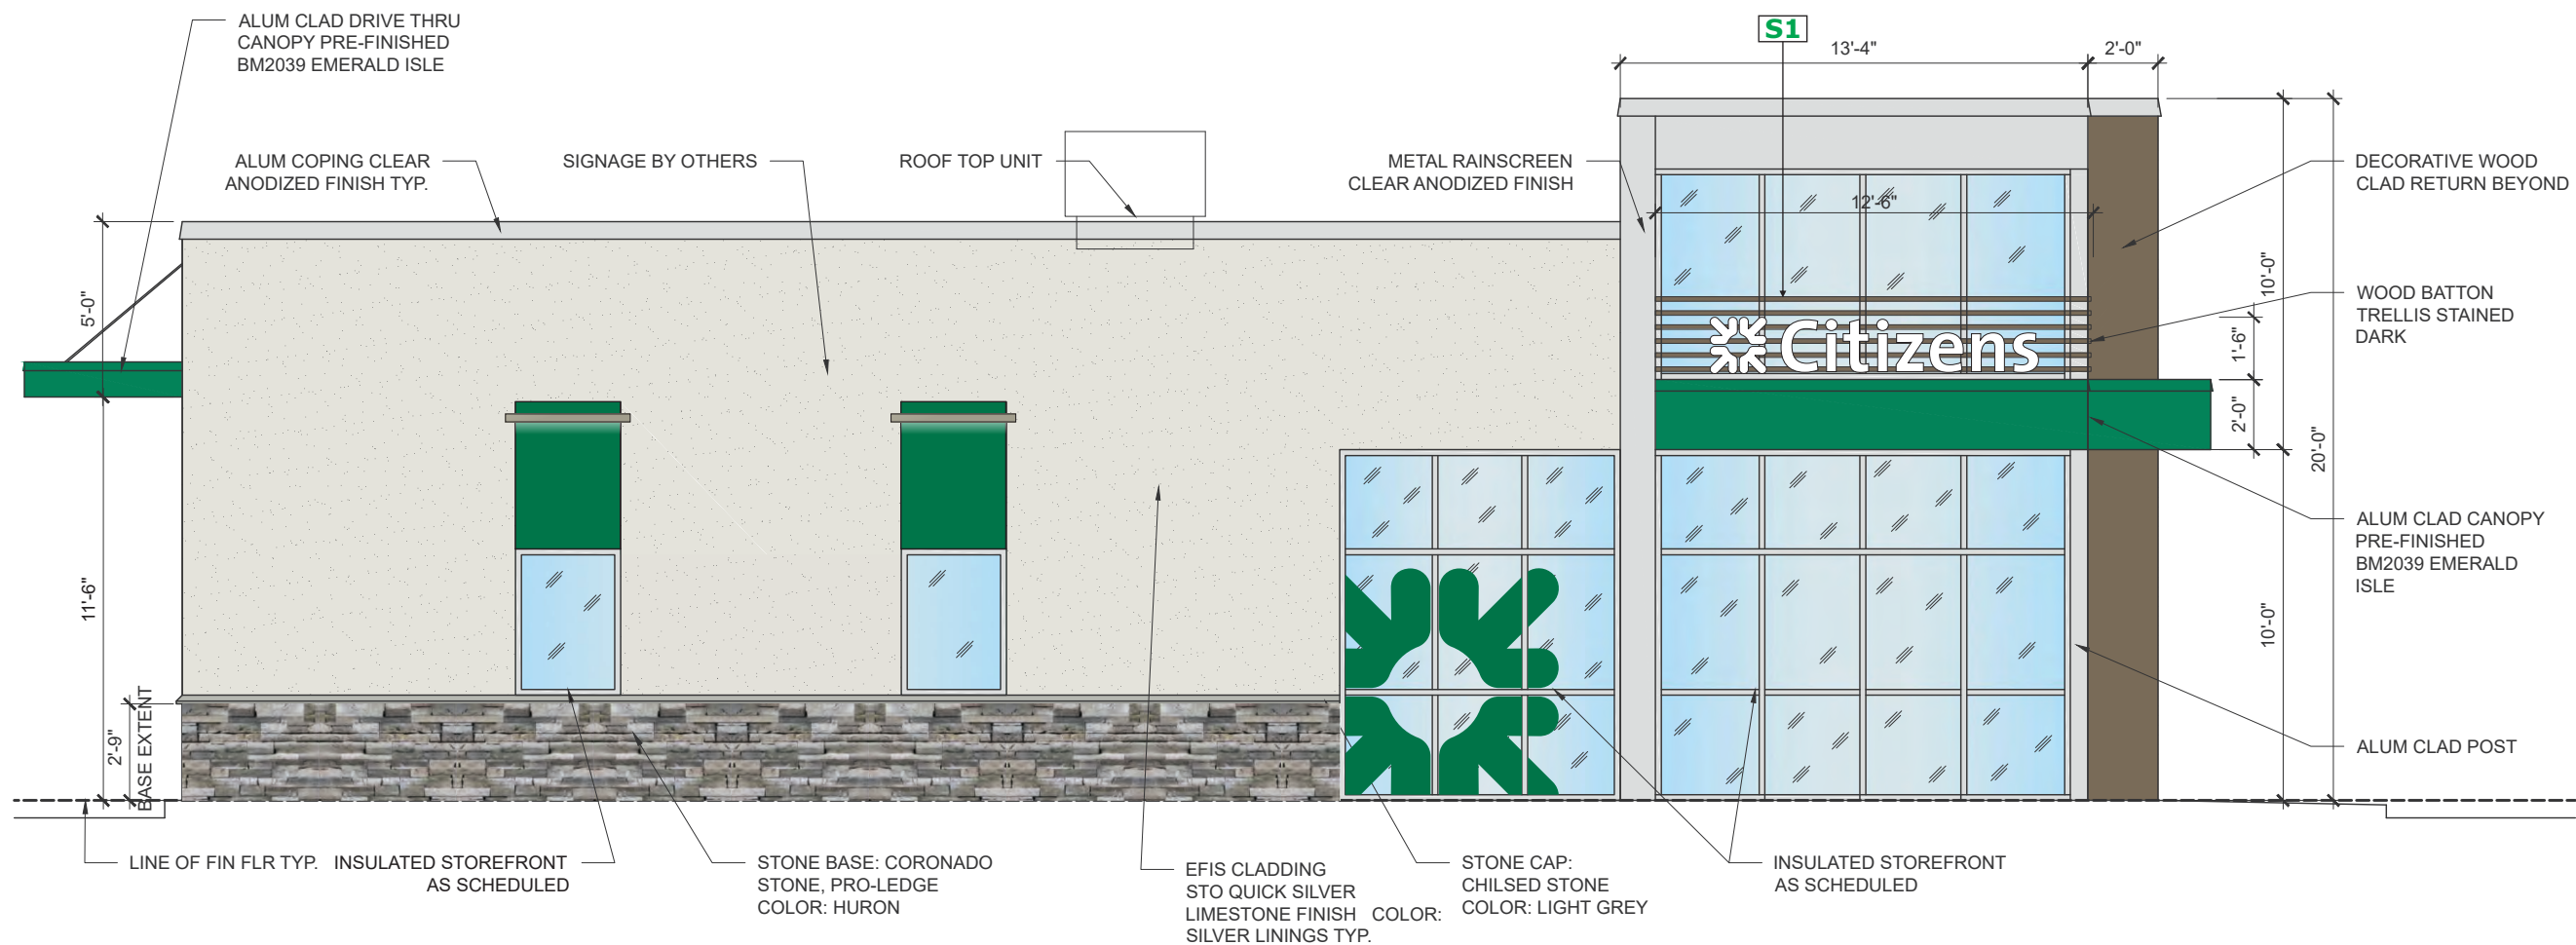 ALUM CLAD DRIVE THRU
CANOPY PRE-FINISHED
BM2039 EMERALD ISLE
S1
13'-4"
2'-0"
ALUM COPING CLEAR
ANODIZED FINISH TYP.
SIGNAGE BY OTHERS
ROOF TOP UNIT
METAL RAINSCREEN
CLEAR ANODIZED FINISH
DECORATIVE WOOD
CLAD RETURN BEYOND
12'-6"
5'-0"
10'-0"
WOOD BATTON
TRELLIS STAINED
DARK
Citizens
1'-6"
2'-0"
20'-0"
ALUM CLAD CANOPY
PRE-FINISHED
BM2039 EMERALD
ISLE
11'-6"
10'-0"
2'-9"
BASE EXTENT
ALUM CLAD POST
LINE OF FIN FLR TYP.
INSULATED STOREFRONT
AS SCHEDULED
STONE BASE: CORONADO
STONE, PRO-LEDGE
COLOR: HURON
EFIS CLADDING
STO QUICK SILVER
LIMESTONE FINISH COLOR:
SILVER LININGS TYP.
STONE CAP:
CHILSED STONE
COLOR: LIGHT GREY
INSULATED STOREFRONT
AS SCHEDULED